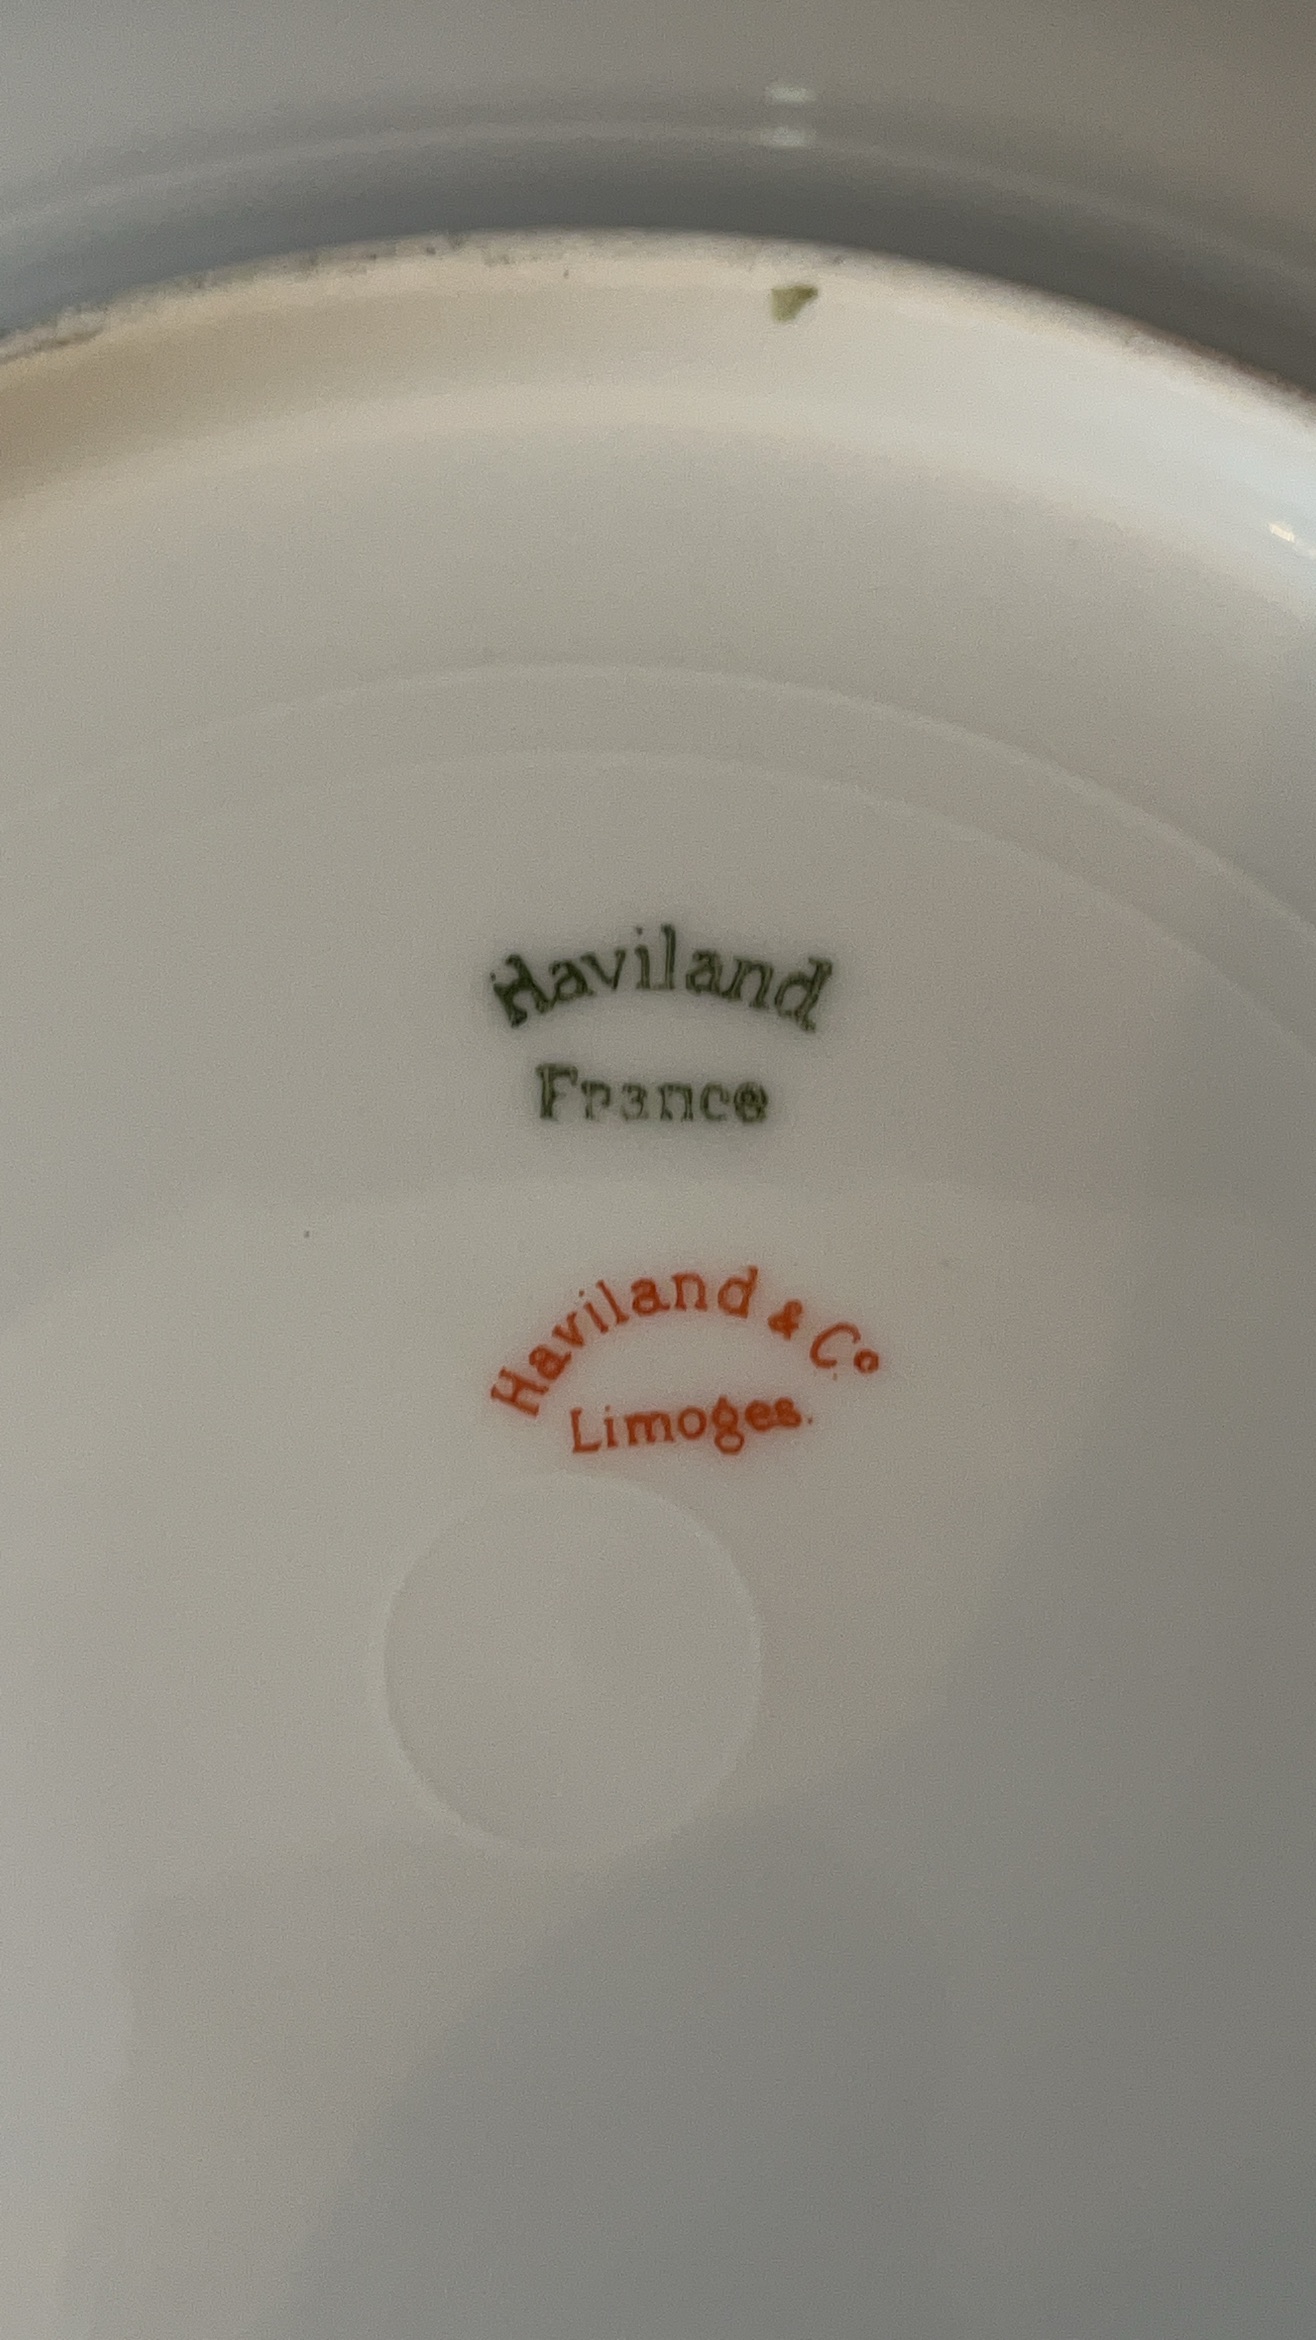 Haviland
France
Haviland & Co
Limoges.